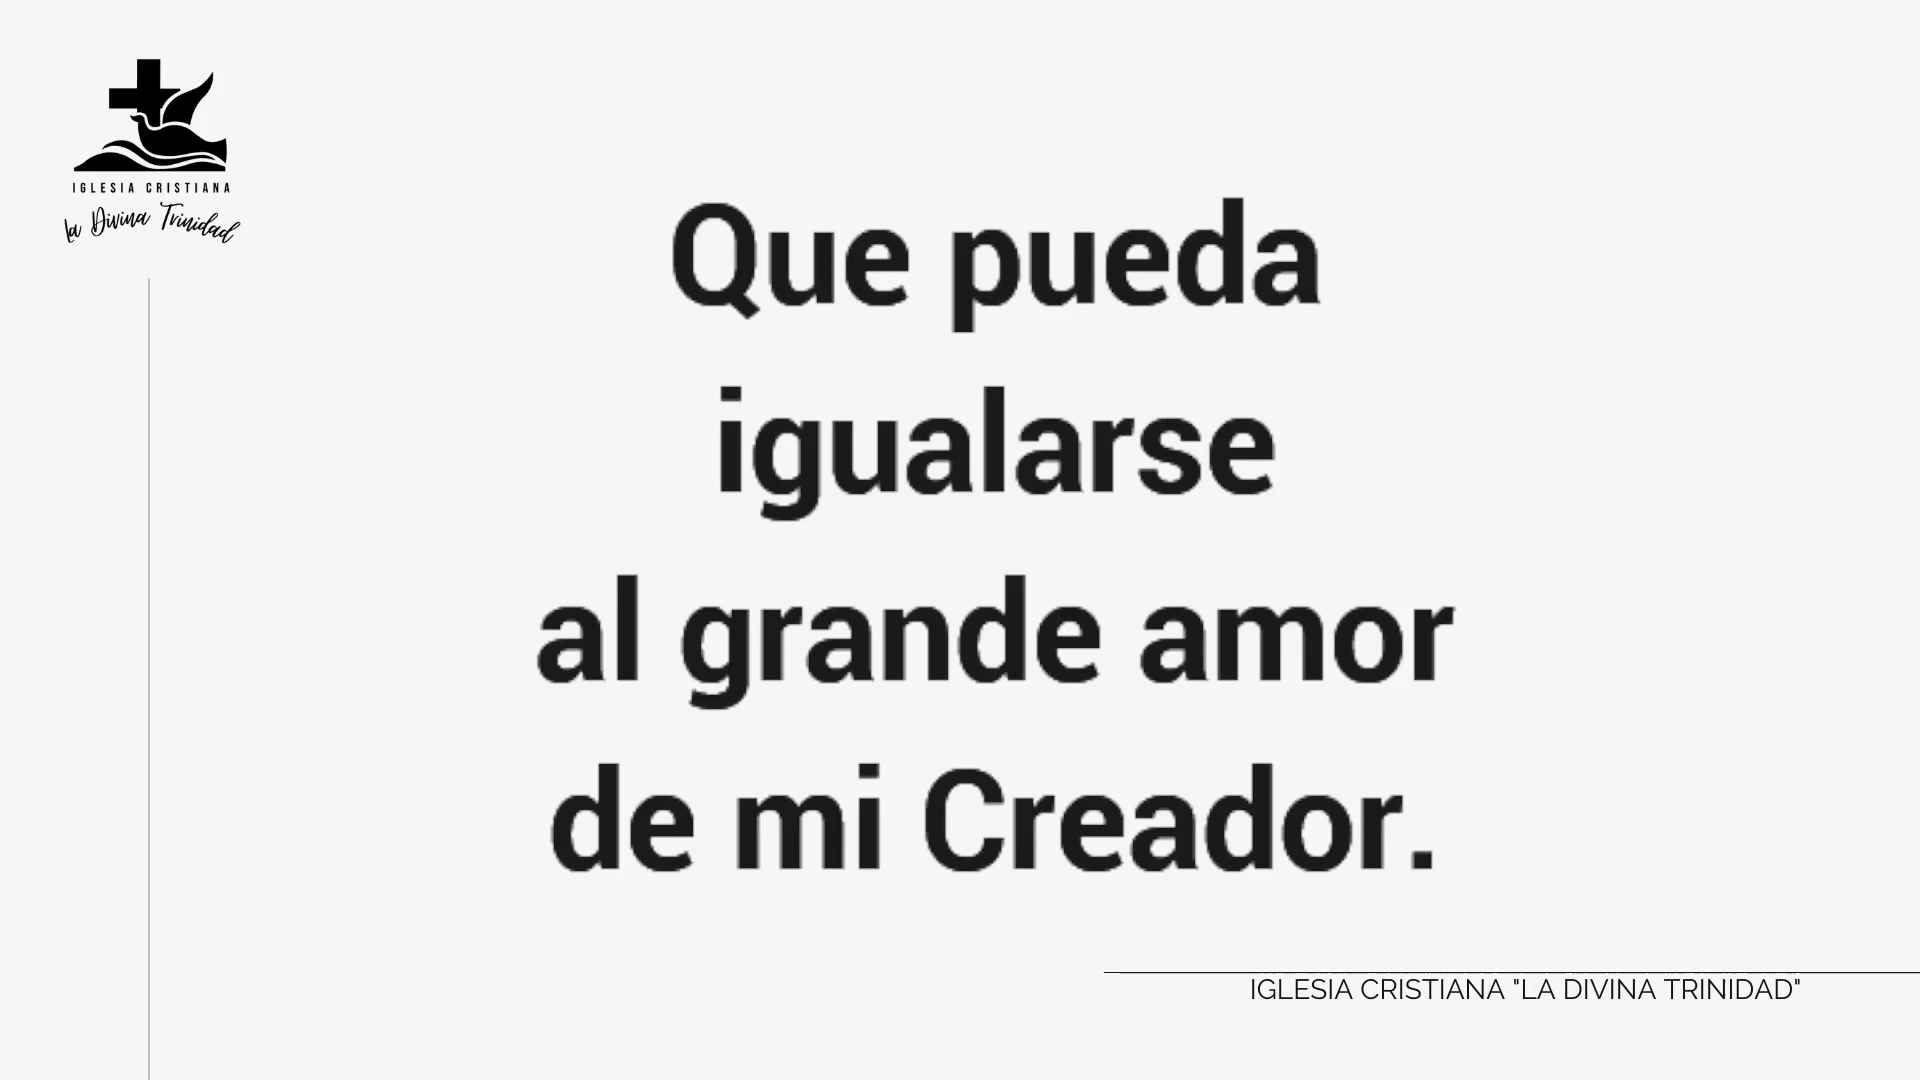 IGLESIA CRISTIANA
La Divina Trinidad
Que pueda
igualarse
al grande amor
de mi Creador.
IGLESIA CRISTIANA "LA DIVINA TRINIDAD"